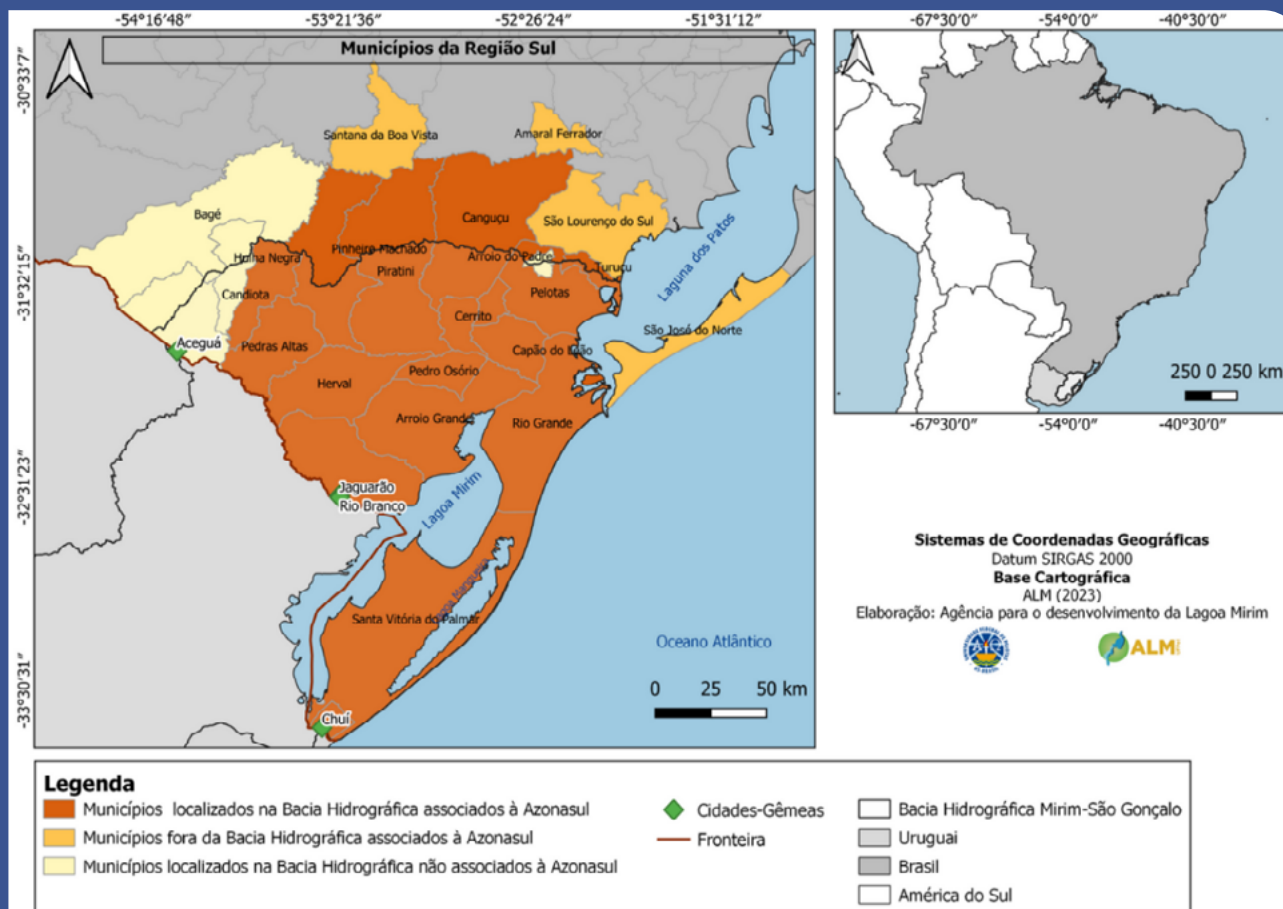 -54°16'48"
-53°21'36"
-52°26'24"
-51°31'12"
-67°30'0"
-54°0'0"
-40°30'0"
Municípios da Região Sul
-30°33'7"
-31°32'15"
-32°31'23"
-33°30'31"
Santana da Boa Vista
Amaral Ferrador
Bagé
Canguçu
São Lourenço do Sul
Pinheiro Machado
Hulha Negra
Arroio do Padre
Turuçu
Piratini
Candiota
Pelotas
Laguna dos Patos
Cerrito
São José do Norte
Aceguá
Pedras Altas
Capão do Leão
Herval
Pedro Osório
Arroio Grande
Rio Grande
Jaguarão
Rio Branco
Lagoa Mirim
Lagoa Mangueira
Santa Vitória do Palmar
Oceano Atlântico
Chuí
0 25 50 km
250 0 250 km
-67°30'0"
-54°0'0"
-40°30'0"
Sistemas de Coordenadas Geográficas
Datum SIRGAS 2000
Base Cartográfica
ALM (2023)
Elaboração: Agência para o desenvolvimento da Lagoa Mirim
ALM
Legenda
Municípios localizados na Bacia Hidrográfica associados à Azonasul
Municípios fora da Bacia Hidrográfica associados à Azonasul
Municípios localizados na Bacia Hidrográfica não associados à Azonasul
Cidades-Gêmeas
Fronteira
Bacia Hidrográfica Mirim-São Gonçalo
Uruguai
Brasil
América do Sul